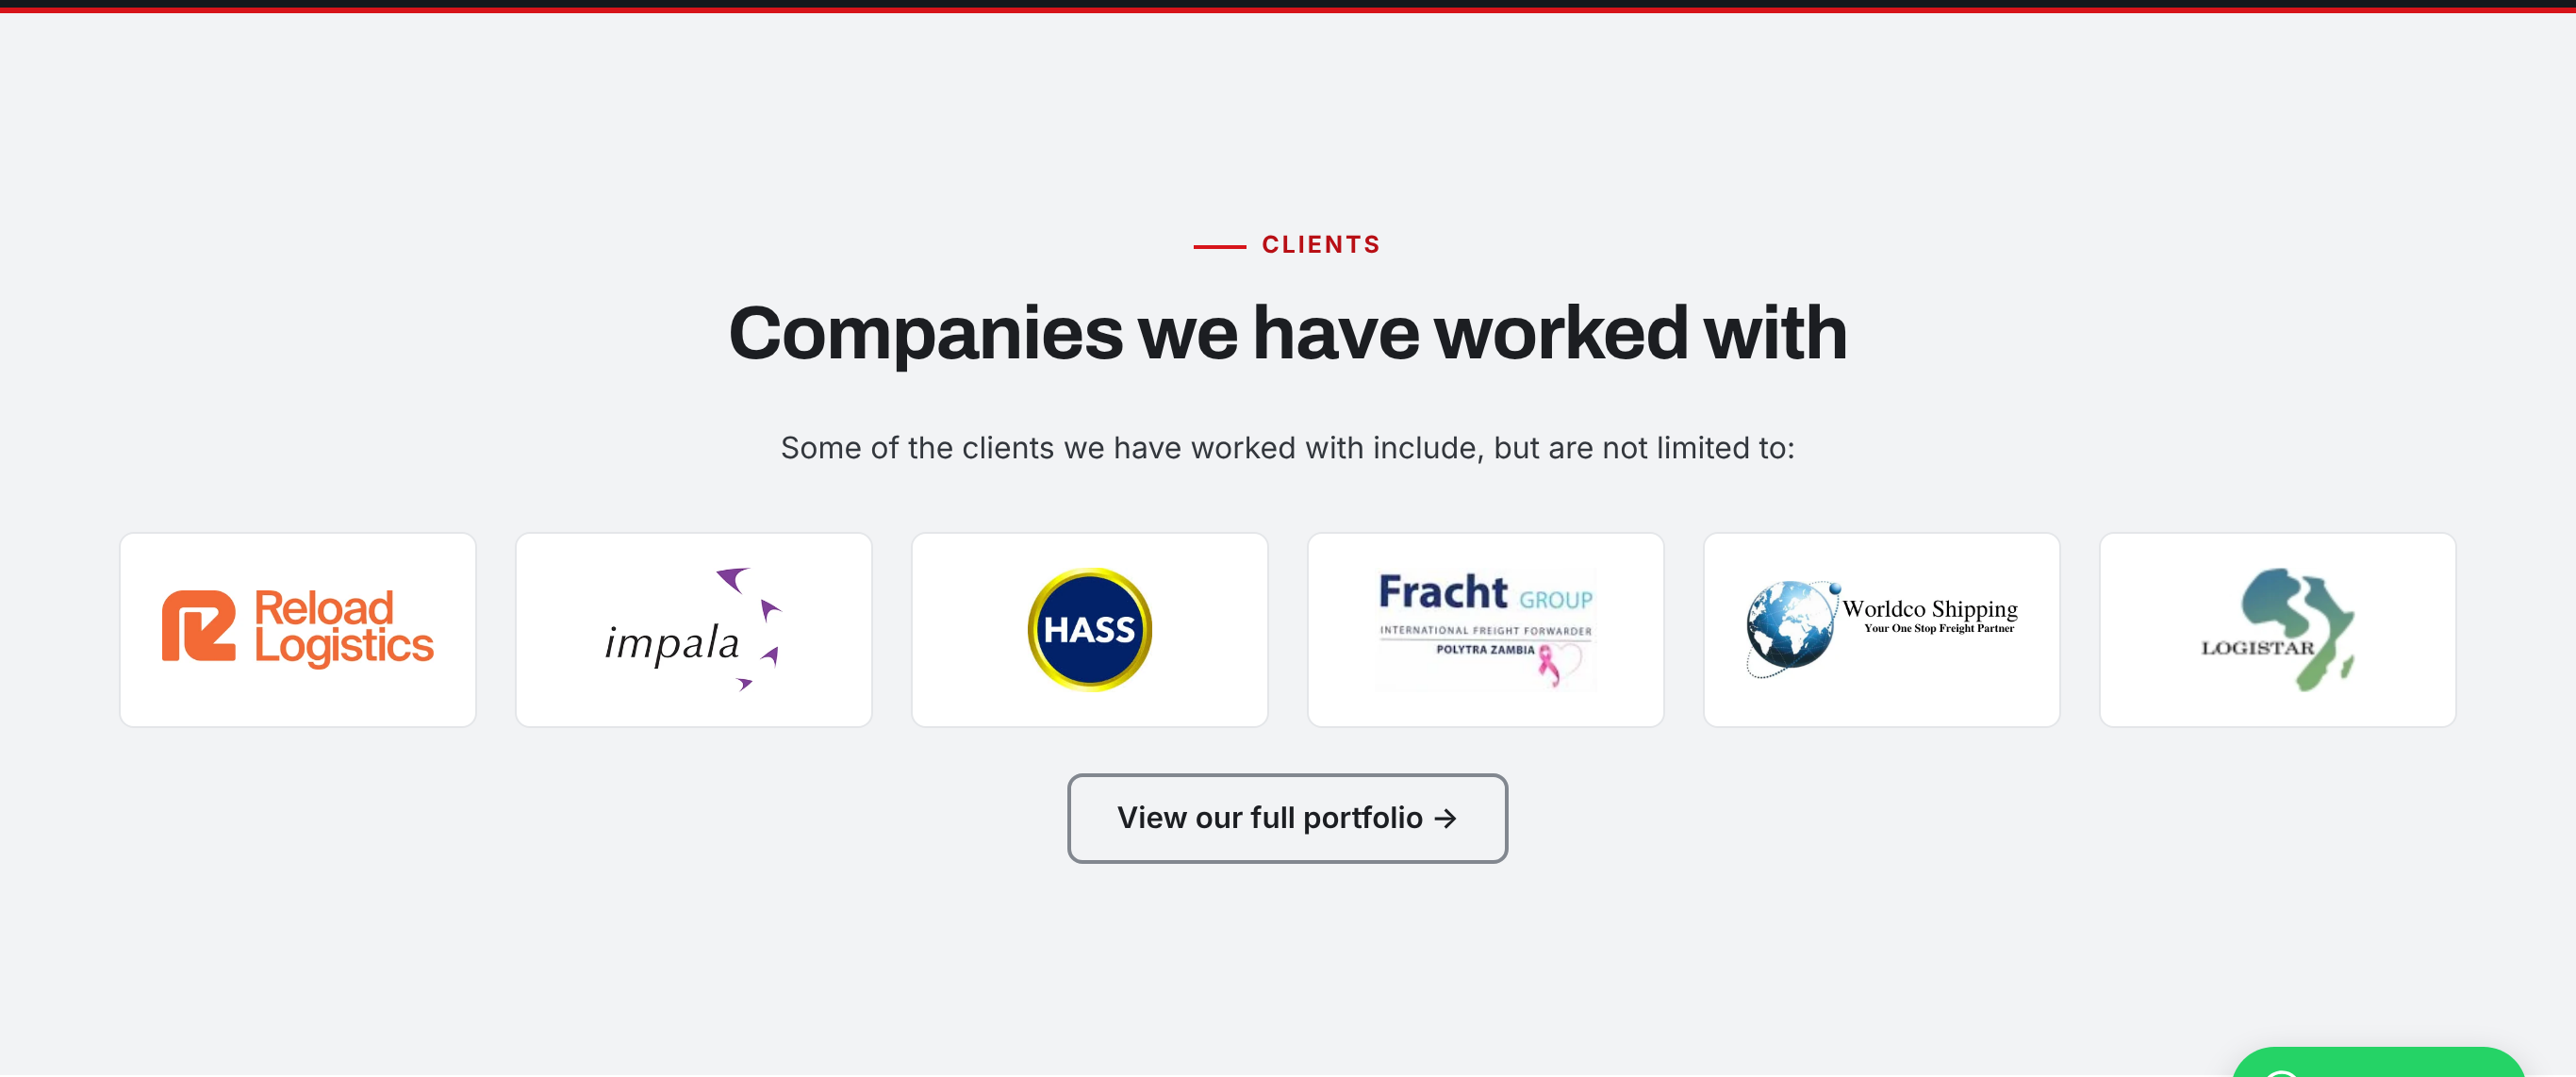 CLIENTS
Companies we have worked with
Some of the clients we have worked with include, but are not limited to:
Reload
Logistics
impala
HASS
Fracht GROUP
INTERNATIONAL FREIGHT FORWARDER
POLYTRA ZAMBIA
Worldco Shipping
Your One Stop Freight Partner
LOGISTAR
View our full portfolio →